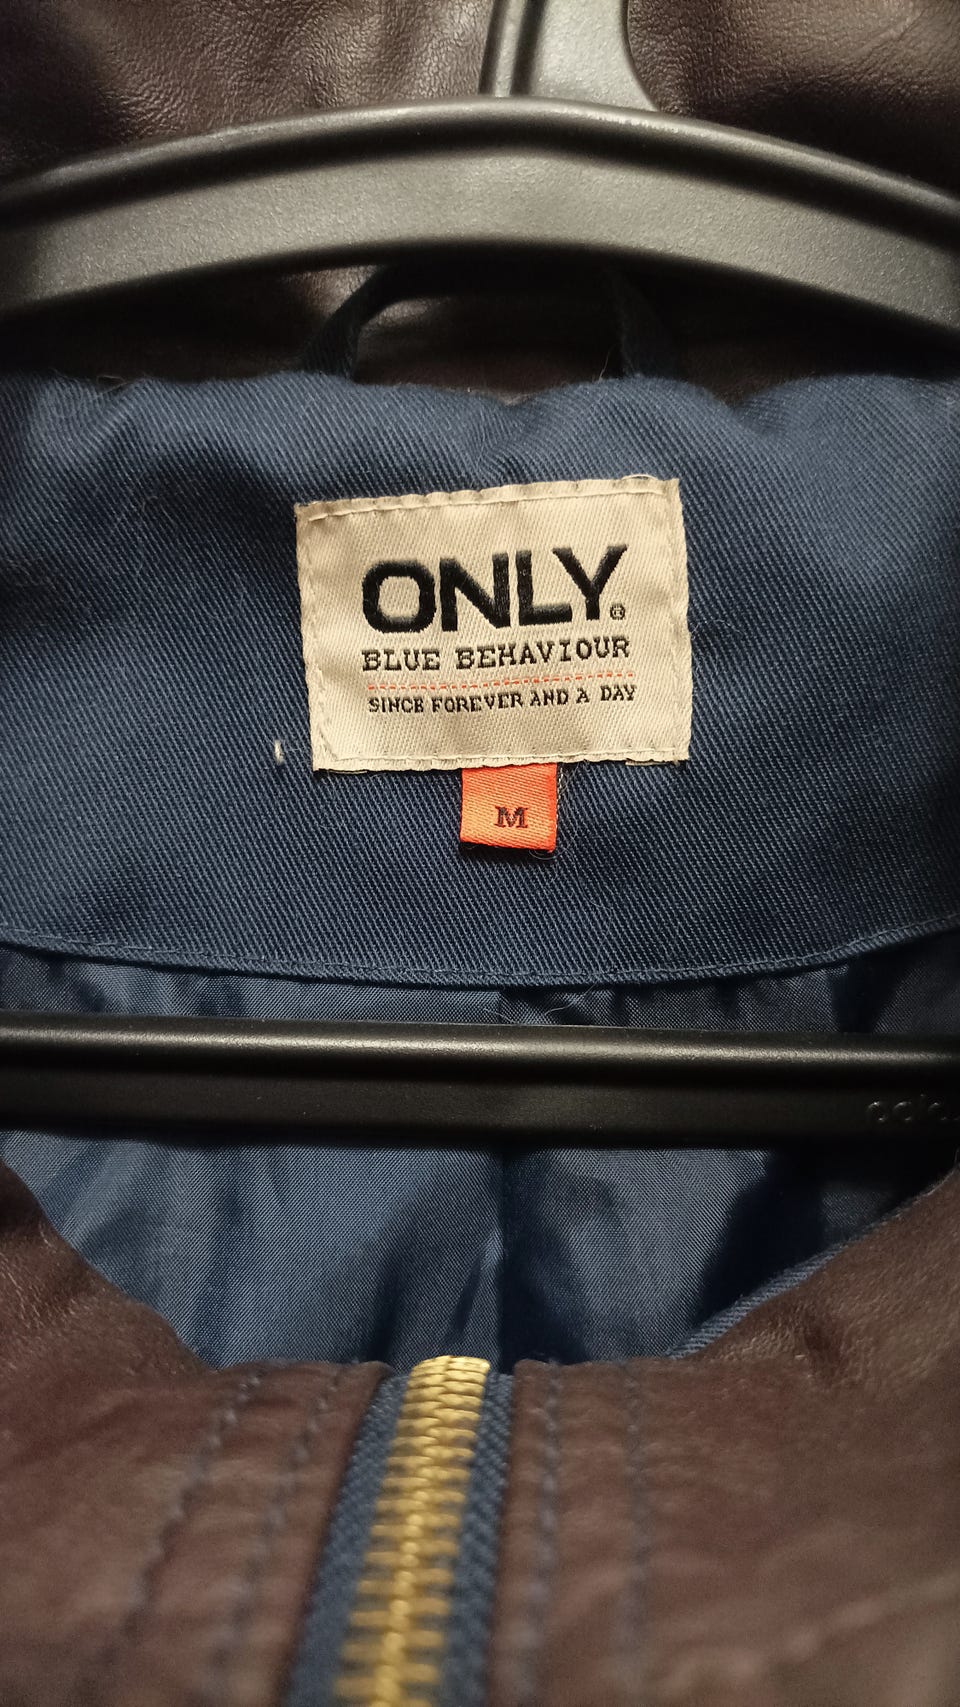 ONLY®
BLUE BEHAVIOUR
SINCE FOREVER AND A DAY
M